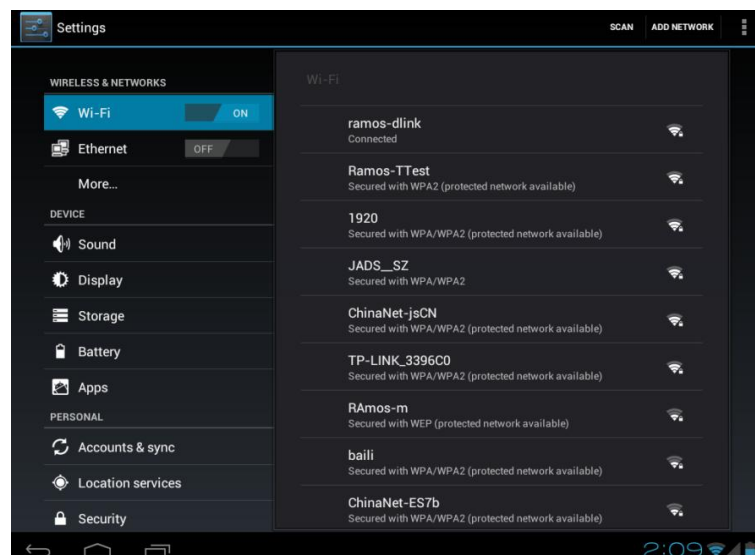 Settings
SCAN
ADD NETWORK
WIRELESS & NETWORKS
Wi-Fi
ON
Ethernet
OFF
More...
DEVICE
Sound
Display
Storage
Battery
Apps
PERSONAL
Accounts & sync
Location services
Security
Wi-Fi
ramos-dlink
Connected
Ramos-TTest
Secured with WPA2 (protected network available)
1920
Secured with WPA/WPA2 (protected network available)
JADS__SZ
Secured with WPA/WPA2
ChinaNet-jsCN
Secured with WPA/WPA2 (protected network available)
TP-LINK_3396C0
Secured with WPA/WPA2 (protected network available)
RAmos-m
Secured with WEP (protected network available)
baili
Secured with WPA/WPA2 (protected network available)
ChinaNet-ES7b
Secured with WPA/WPA2 (protected network available)
2:09